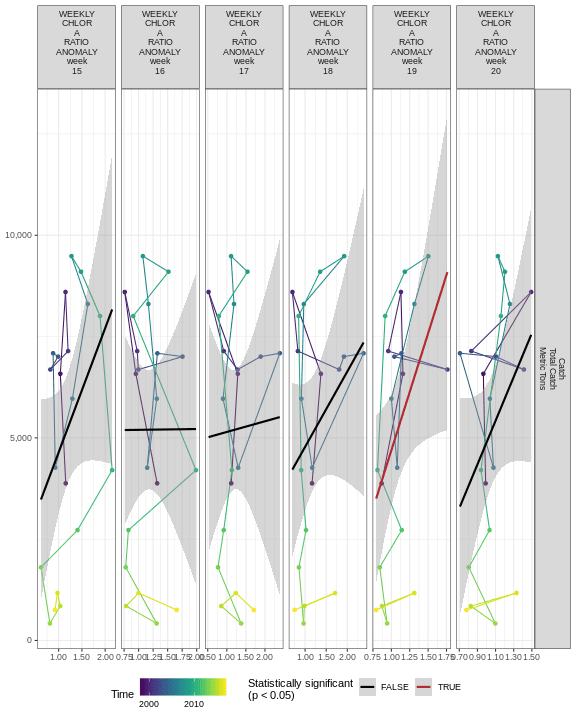 WEEKLY
CHLOR
A
RATIO
ANOMALY
week
15
WEEKLY
CHLOR
A
RATIO
ANOMALY
week
16
WEEKLY
CHLOR
A
RATIO
ANOMALY
week
17
WEEKLY
CHLOR
A
RATIO
ANOMALY
week
18
WEEKLY
CHLOR
A
RATIO
ANOMALY
week
19
WEEKLY
CHLOR
A
RATIO
ANOMALY
week
20
Catch
Total Catch
Metric Tons
10,000
5,000
0
1.00 1.25 1.50 2.00
0.75 1.00 1.25 1.50 1.75 2.00
0.50 1.00 1.50 2.00
1.00 1.50 2.00
0.75 1.00 1.25 1.50 1.75
0.70 0.90 1.10 1.30 1.50
Time
2000 2010
Statistically significant
(p < 0.05)
FALSE
TRUE